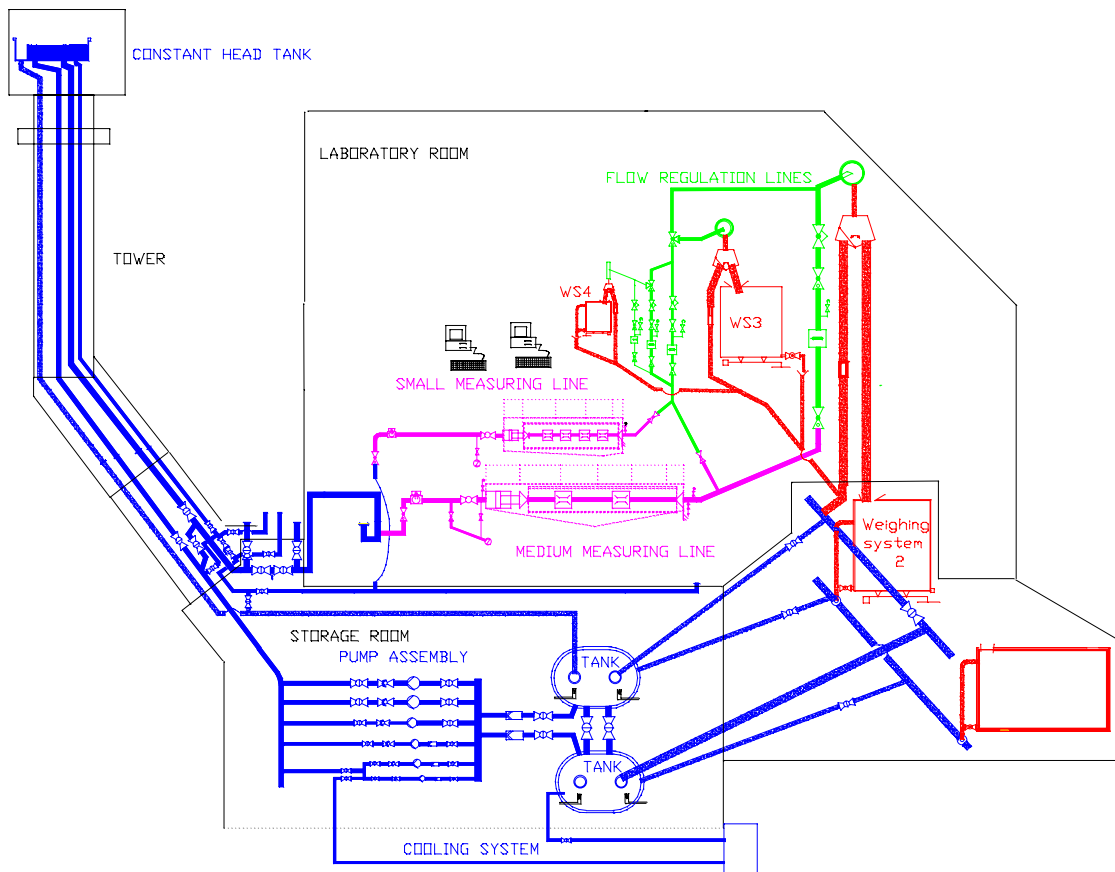 CONSTANT HEAD TANK
LABORATORY ROOM
FLOW REGULATION LINES
TOWER
WS4
WS3
SMALL MEASURING LINE
Weighing
system
2
MEDIUM MEASURING LINE
STORAGE ROOM
PUMP ASSEMBLY
TANK
TANK
COOLING SYSTEM